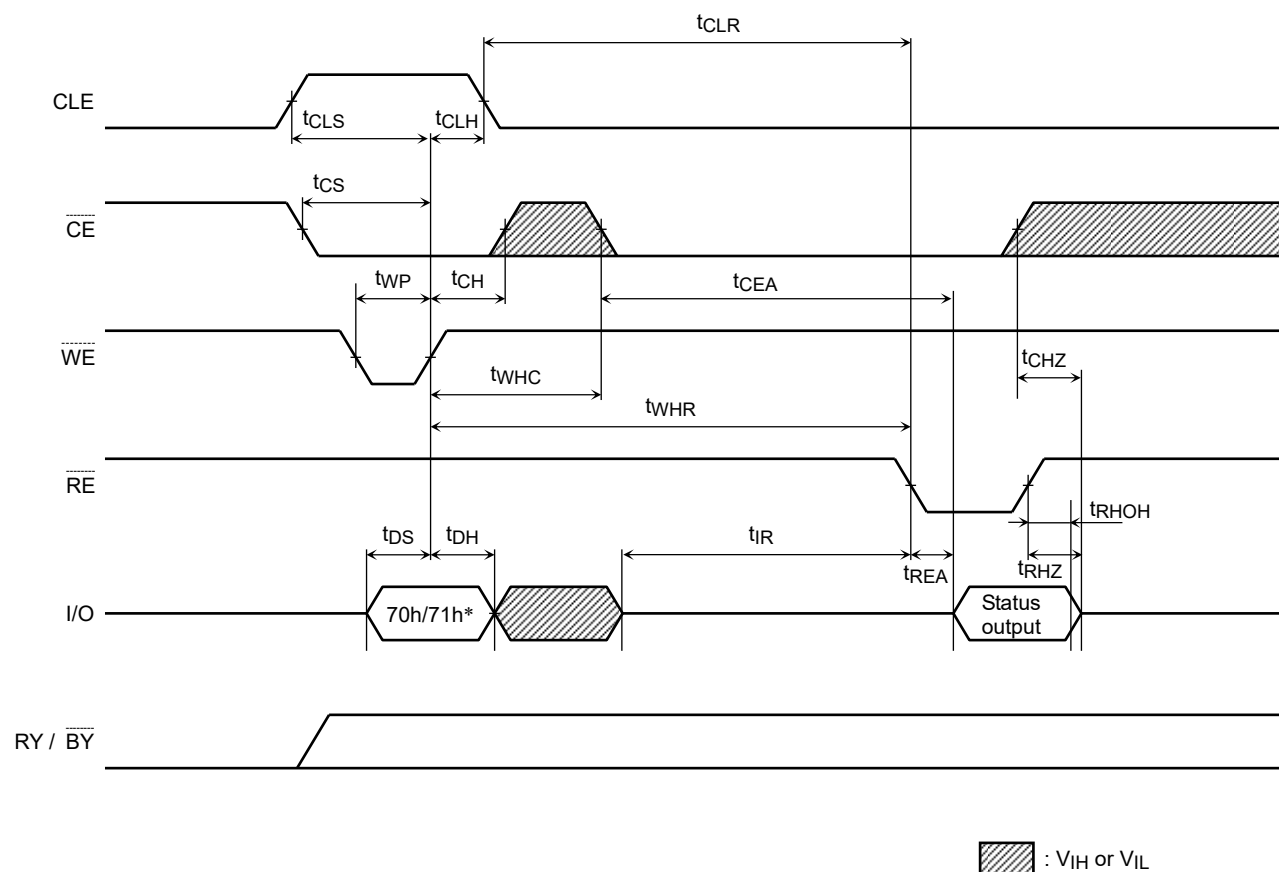 tCLR
CLE
tCLS
tCLH
tCS
CE
tWP
tCH
tCEA
WE
tCHZ
tWHC
tWHR
RE
tRHOH
tDS
tDH
tIR
tREA
tRHZ
I/O
70h/71h*
Status
output
RY / BY
: VIH or VIL